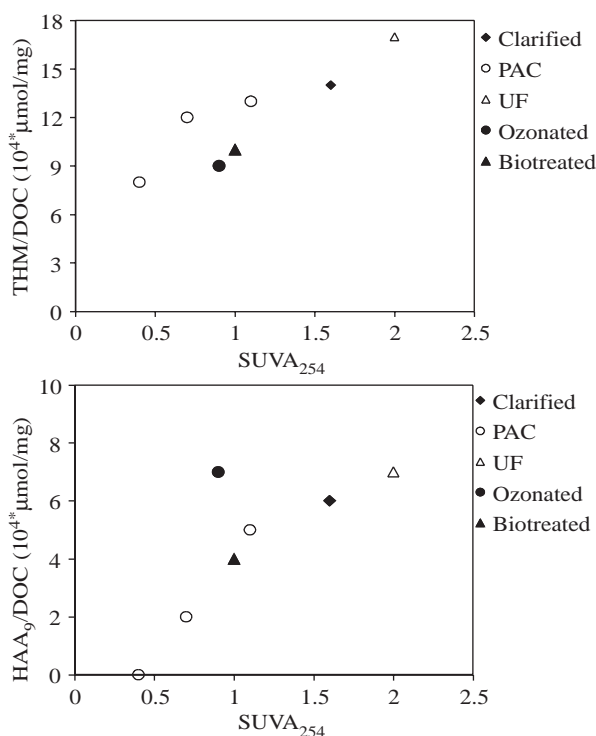 18
15
12
9
6
3
0
THM/DOC (10⁴*μmol/mg)
0 0.5 1 1.5 2 2.5
SUVA₂₅₄
Clarified
PAC
UF
Ozonated
Biotreated
10
8
6
4
2
0
HAA₉/DOC (10⁴*μmol/mg)
0 0.5 1 1.5 2 2.5
SUVA₂₅₄
Clarified
PAC
UF
Ozonated
Biotreated